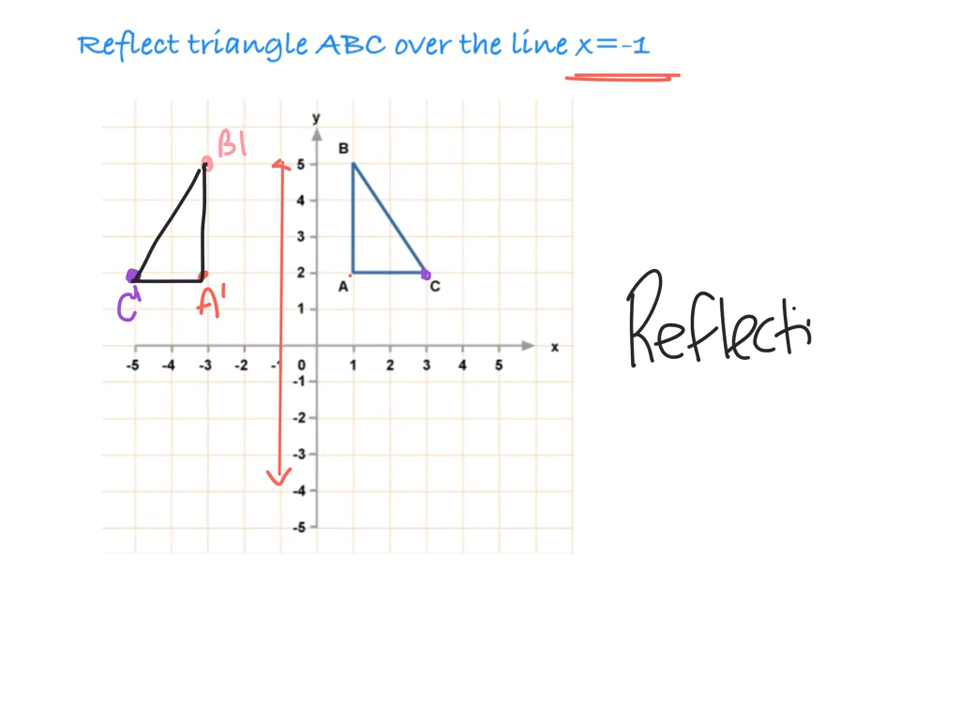 Reflect triangle ABC over the line x=-1
y
B1
B
5
4
3
2
A
C
C'
A'
1
x
-5 -4 -3 -2 -1 0 1 2 3 4 5
-1
-2
-3
-4
-5
Reflecti